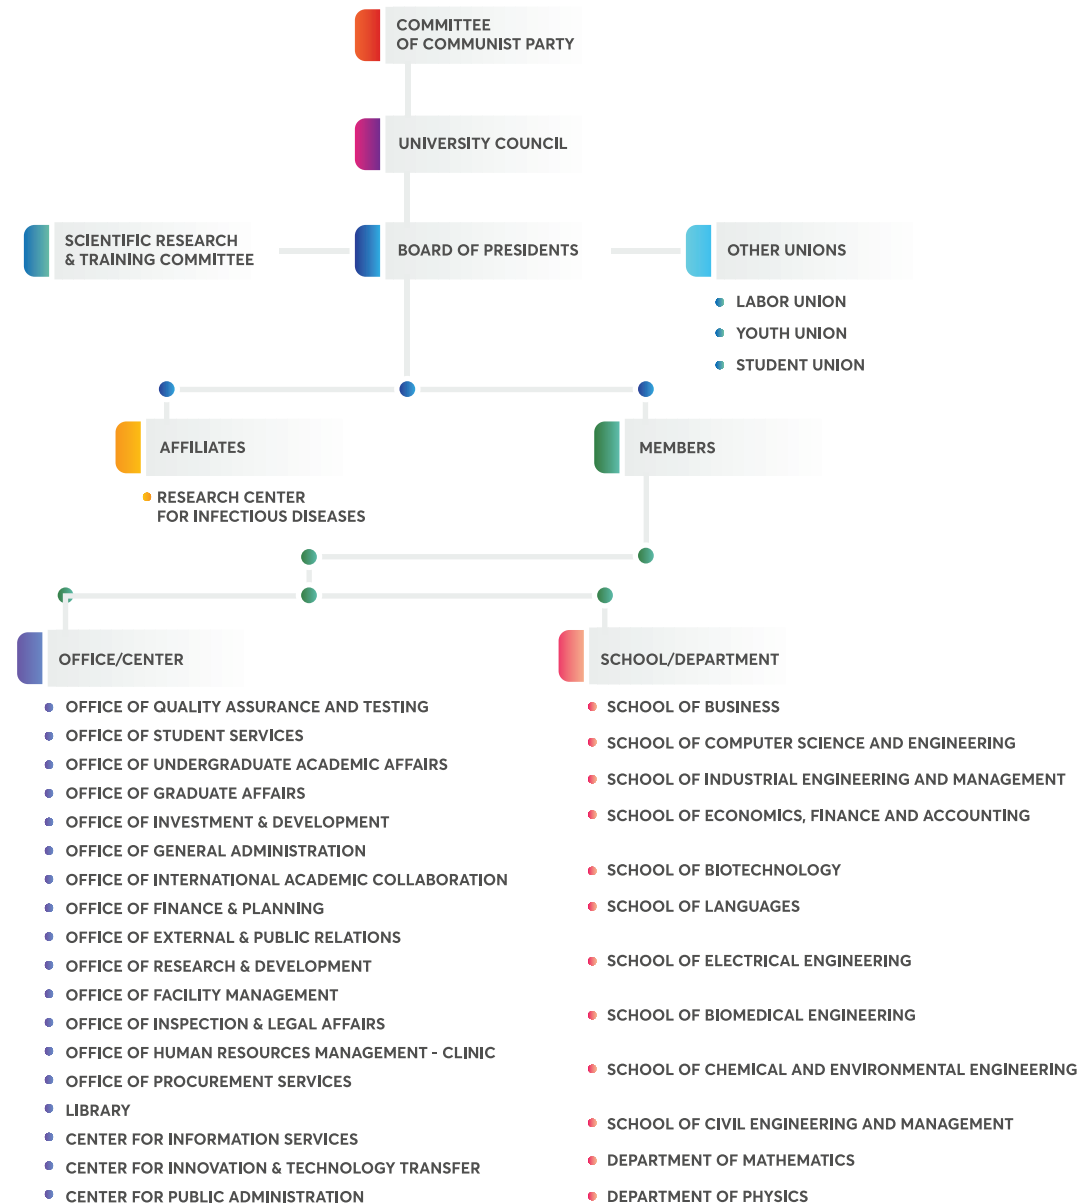 COMMITTEE
OF COMMUNIST PARTY
UNIVERSITY COUNCIL
SCIENTIFIC RESEARCH
& TRAINING COMMITTEE
BOARD OF PRESIDENTS
OTHER UNIONS
LABOR UNION
YOUTH UNION
STUDENT UNION
AFFILIATES
RESEARCH CENTER
FOR INFECTIOUS DISEASES
MEMBERS
OFFICE/CENTER
OFFICE OF QUALITY ASSURANCE AND TESTING
OFFICE OF STUDENT SERVICES
OFFICE OF UNDERGRADUATE ACADEMIC AFFAIRS
OFFICE OF GRADUATE AFFAIRS
OFFICE OF INVESTMENT & DEVELOPMENT
OFFICE OF GENERAL ADMINISTRATION
OFFICE OF INTERNATIONAL ACADEMIC COLLABORATION
OFFICE OF FINANCE & PLANNING
OFFICE OF EXTERNAL & PUBLIC RELATIONS
OFFICE OF RESEARCH & DEVELOPMENT
OFFICE OF FACILITY MANAGEMENT
OFFICE OF INSPECTION & LEGAL AFFAIRS
OFFICE OF HUMAN RESOURCES MANAGEMENT - CLINIC
OFFICE OF PROCUREMENT SERVICES
LIBRARY
CENTER FOR INFORMATION SERVICES
CENTER FOR INNOVATION & TECHNOLOGY TRANSFER
CENTER FOR PUBLIC ADMINISTRATION
SCHOOL/DEPARTMENT
SCHOOL OF BUSINESS
SCHOOL OF COMPUTER SCIENCE AND ENGINEERING
SCHOOL OF INDUSTRIAL ENGINEERING AND MANAGEMENT
SCHOOL OF ECONOMICS, FINANCE AND ACCOUNTING
SCHOOL OF BIOTECHNOLOGY
SCHOOL OF LANGUAGES
SCHOOL OF ELECTRICAL ENGINEERING
SCHOOL OF BIOMEDICAL ENGINEERING
SCHOOL OF CHEMICAL AND ENVIRONMENTAL ENGINEERING
SCHOOL OF CIVIL ENGINEERING AND MANAGEMENT
DEPARTMENT OF MATHEMATICS
DEPARTMENT OF PHYSICS